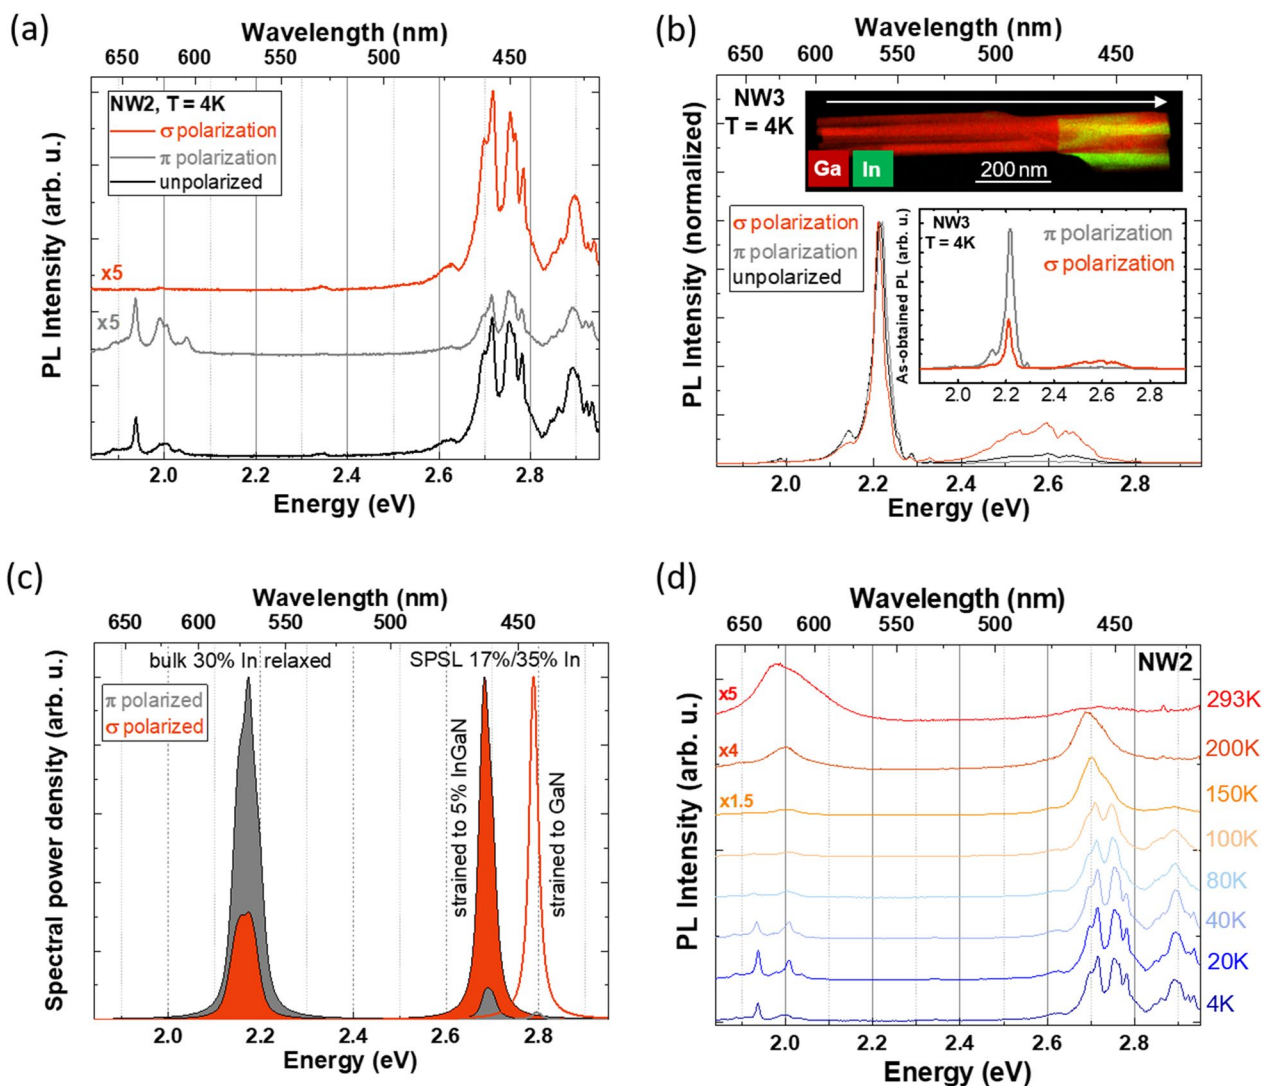 (a)
Wavelength (nm)
650 600 550 500 450
NW2, T = 4K
σ polarization
π polarization
unpolarized
x5
x5
PL Intensity (arb. u.)
2.0 2.2 2.4 2.6 2.8
Energy (eV)
(b)
Wavelength (nm)
650 600 550 500 450
NW3
T = 4K
Ga In
200 nm
σ polarization
π polarization
unpolarized
NW3
T = 4K
π polarization
σ polarization
As-obtained PL (arb. u.)
2.0 2.2 2.4 2.6 2.8
PL Intensity (normalized)
2.0 2.2 2.4 2.6 2.8
Energy (eV)
(c)
Wavelength (nm)
650 600 550 500 450
bulk 30% In relaxed
SPSL 17%/35% In
π polarized
σ polarized
strained to 5% InGaN
strained to GaN
Spectral power density (arb. u.)
2.0 2.2 2.4 2.6 2.8
Energy (eV)
(d)
Wavelength (nm)
650 600 550 500 450
NW2
x5 293K
x4 200K
x1.5 150K
100K
80K
40K
20K
4K
PL Intensity (arb. u.)
2.0 2.2 2.4 2.6 2.8
Energy (eV)